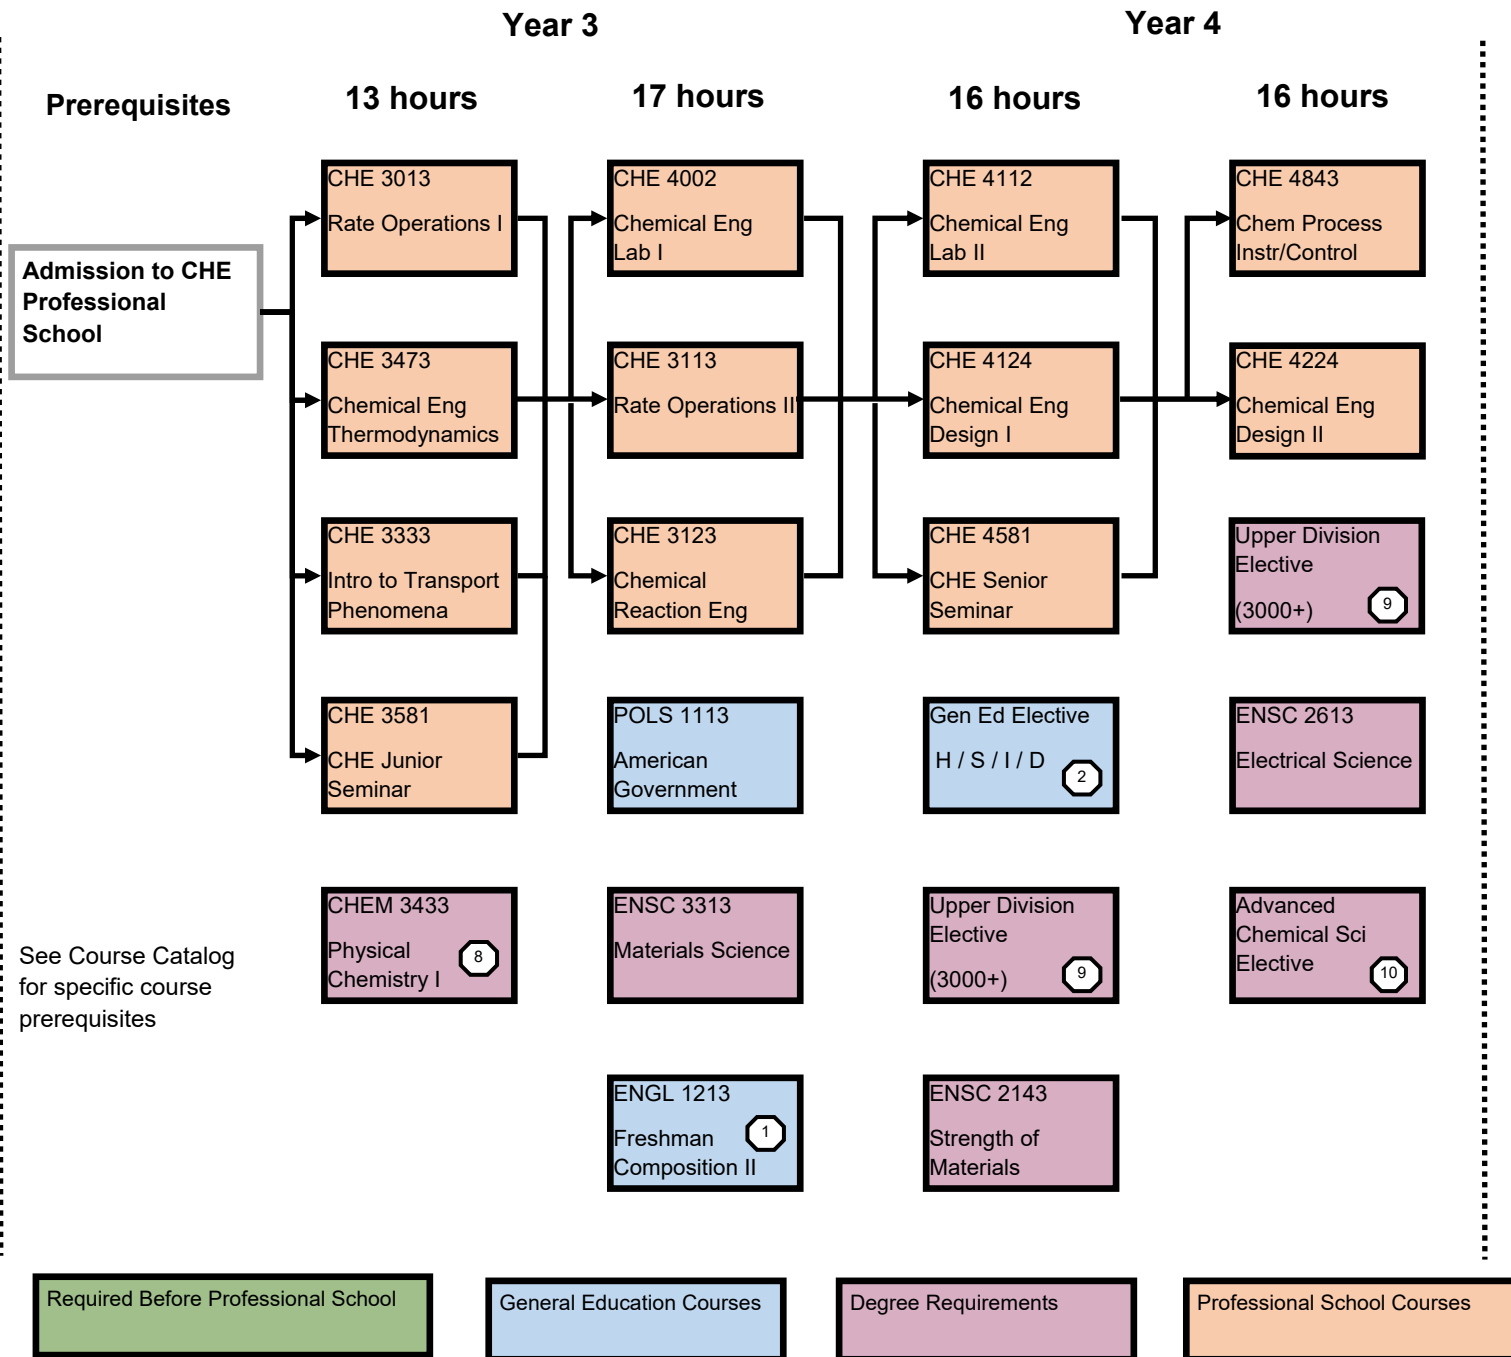 Year 3
Year 4
Prerequisites
13 hours
17 hours
16 hours
16 hours
Admission to CHE
Professional
School
CHE 3013
Rate Operations I
CHE 4002
Chemical Eng
Lab I
CHE 4112
Chemical Eng
Lab II
CHE 4843
Chem Process
Instr/Control
CHE 3473
Chemical Eng
Thermodynamics
CHE 3113
Rate Operations II
CHE 4124
Chemical Eng
Design I
CHE 4224
Chemical Eng
Design II
CHE 3333
Intro to Transport
Phenomena
CHE 3123
Chemical
Reaction Eng
CHE 4581
CHE Senior
Seminar
Upper Division
Elective
(3000+)
9
CHE 3581
CHE Junior
Seminar
POLS 1113
American
Government
Gen Ed Elective
H / S / I / D
2
ENSC 2613
Electrical Science
See Course Catalog
for specific course
prerequisites
CHEM 3433
Physical
Chemistry I
8
ENSC 3313
Materials Science
Upper Division
Elective
(3000+)
9
Advanced
Chemical Sci
Elective
10
ENGL 1213
Freshman
Composition II
1
ENSC 2143
Strength of
Materials
Required Before Professional School
General Education Courses
Degree Requirements
Professional School Courses